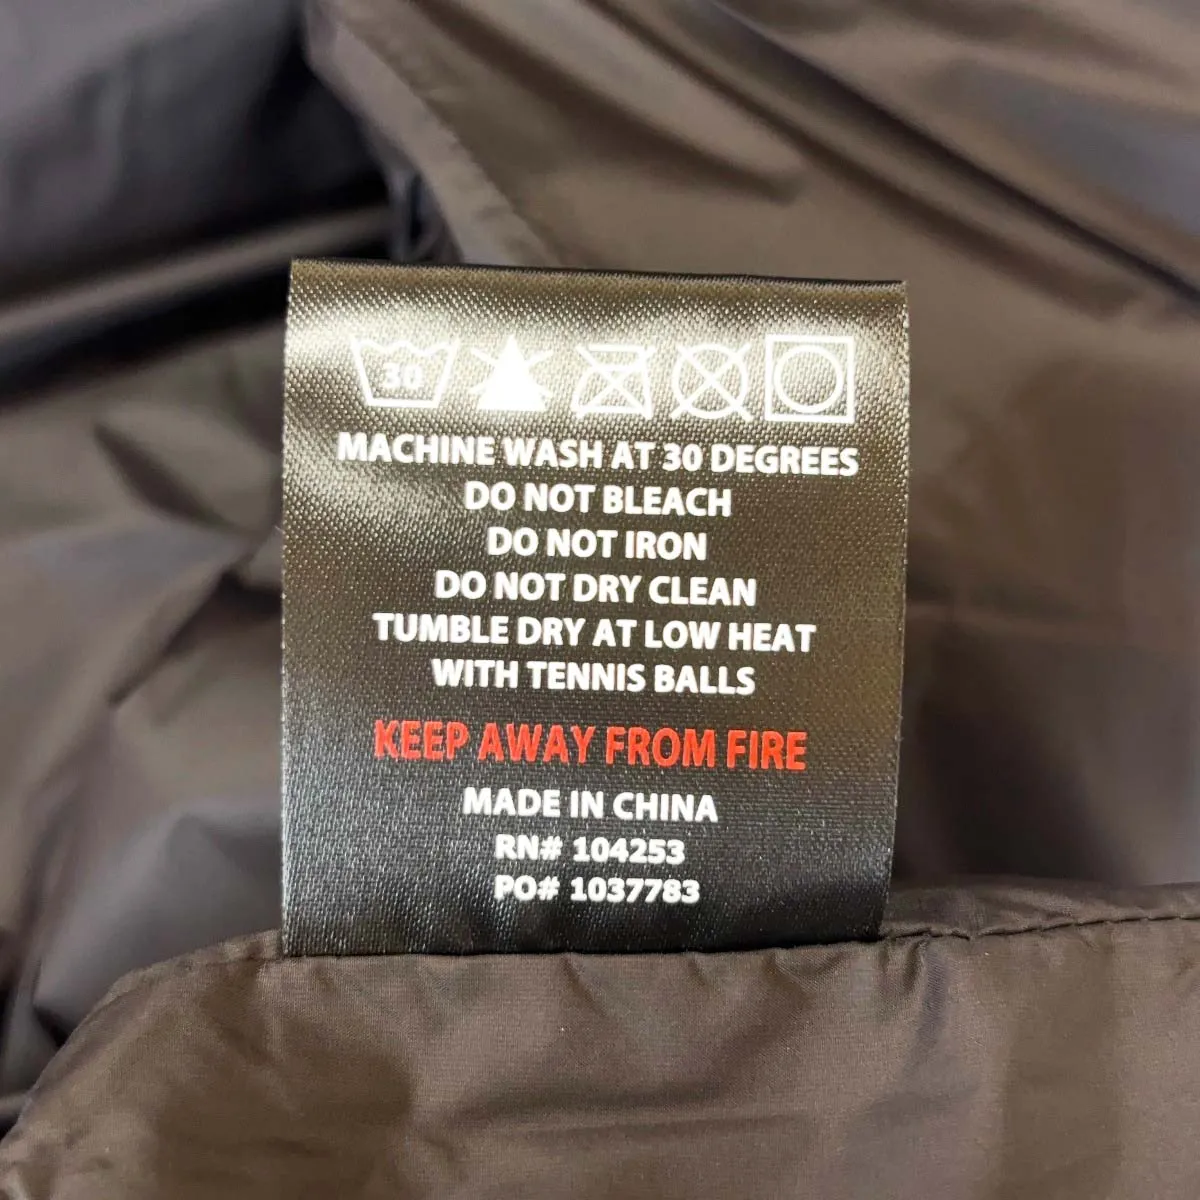 30
MACHINE WASH AT 30 DEGREES
DO NOT BLEACH
DO NOT IRON
DO NOT DRY CLEAN
TUMBLE DRY AT LOW HEAT
WITH TENNIS BALLS
KEEP AWAY FROM FIRE
MADE IN CHINA
RN# 104253
PO# 1037783